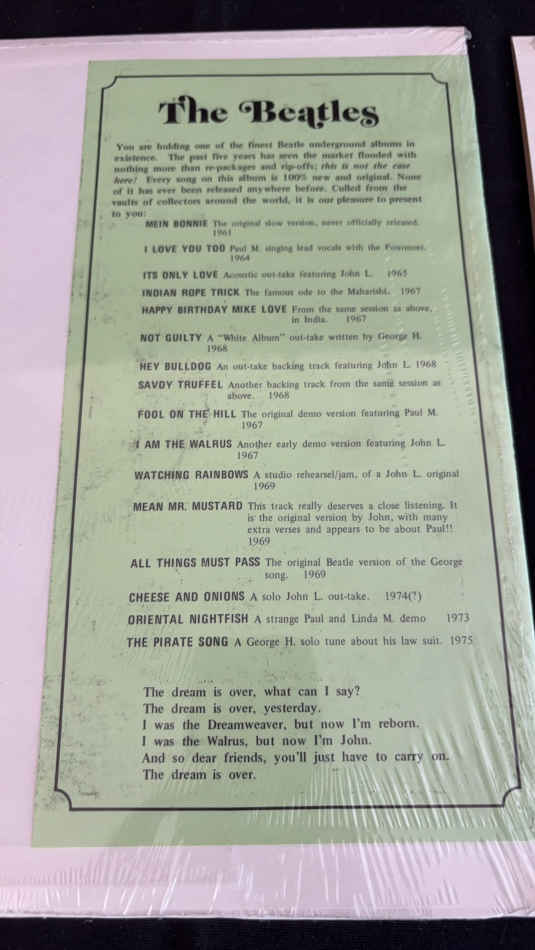 The Beatles
You are holding one of the finest Beatle underground albums in
existence. The past five years has seen the market flooded with
nothing more than re-packages and rip-offs; this is not the case
here! Every song on this album is 100% new and original. None
of it has ever been released anywhere before. Culled from the
vaults of collectors around the world, it is our pleasure to present
to you:
MEIN BONNIE The original slow version, never officially released.
1961
I LOVE YOU TOO Paul M. singing lead vocals with the Fourmost.
1964
ITS ONLY LOVE Acoustic out-take featuring John L. 1965
INDIAN ROPE TRICK The famous ode to the Maharishi. 1967
HAPPY BIRTHDAY MIKE LOVE From the same session as above,
in India. 1967
NOT GUILTY A "White Album" out-take written by George H.
1968
HEY BULLDOG An out-take backing track featuring John L. 1968
SAVOY TRUFFEL Another backing track from the same session as
above. 1968
FOOL ON THE HILL The original demo version featuring Paul M.
1967
I AM THE WALRUS Another early demo version featuring John L.
1967
WATCHING RAINBOWS A studio rehearsel/jam, of a John L. original
1969
MEAN MR. MUSTARD This track really deserves a close listening. It
is the original version by John, with many
extra verses and appears to be about Paul!!
1969
ALL THINGS MUST PASS The original Beatle version of the George
song. 1969
CHEESE AND ONIONS A solo John L. out-take. 1974(?)
ORIENTAL NIGHTFISH A strange Paul and Linda M. demo 1973
THE PIRATE SONG A George H. solo tune about his law suit. 1975
The dream is over, what can I say?
The dream is over, yesterday.
I was the Dreamweaver, but now I'm reborn.
I was the Walrus, but now I'm John.
And so dear friends, you'll just have to carry on.
The dream is over.